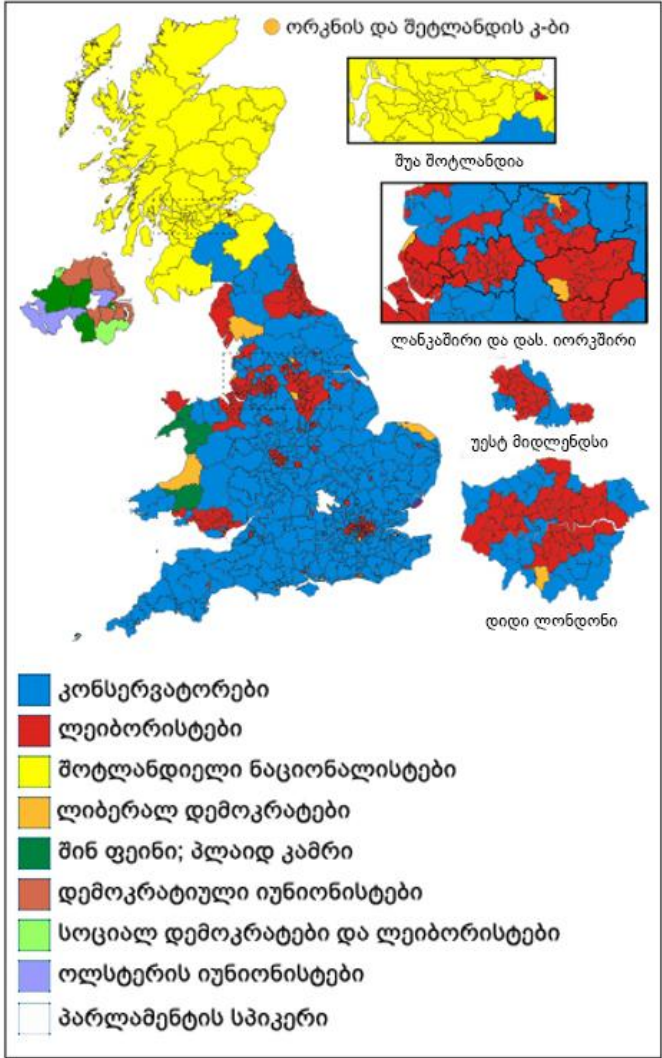 ორკნის და შეტლანდის კ-ბი
შუა შოტლანდია
ლანკაშირი და დას. იორკშირი
უესტ მიდლენდსი
დიდი ლონდონი
კონსერვატორები
ლეიბორისტები
შოტლანდიელი ნაციონალისტები
ლიბერალ დემოკრატები
შინ ფეინი; პლაიდ კამრი
დემოკრატიული იუნიონისტები
სოციალ დემოკრატები და ლეიბორისტები
ოლსტერის იუნიონისტები
პარლამენტის სპიკერი